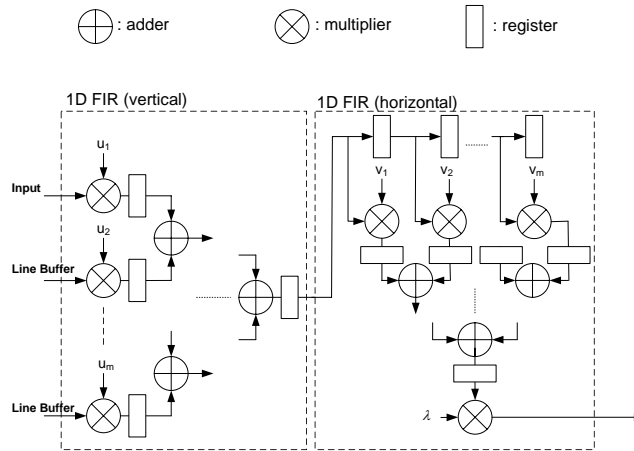 : adder
: multiplier
: register
1D FIR (vertical)
1D FIR (horizontal)
u1
Input
u2
Line Buffer
um
Line Buffer
v1
v2
vm
λ